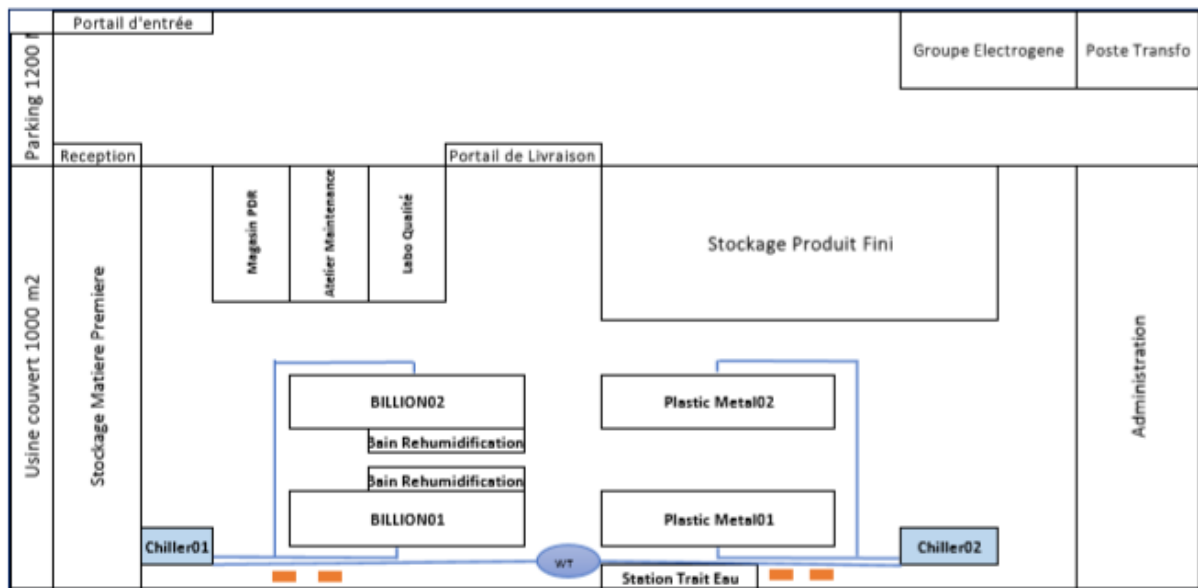 Portail d'entrée
Groupe Electrogene
Poste Transfo
Parking 1200
Reception
Portail de Livraison
Magasin PDR
Atelier Maintenance
Labo Qualité
Stockage Produit Fini
Usine couvert 1000 m2
Stockage Matiere Premiere
Administration
BILLION02
Plastic Metal02
Bain Rehumidification
Bain Rehumidification
BILLION01
Plastic Metal01
Chiller01
Chiller02
WT
Station Trait Eau